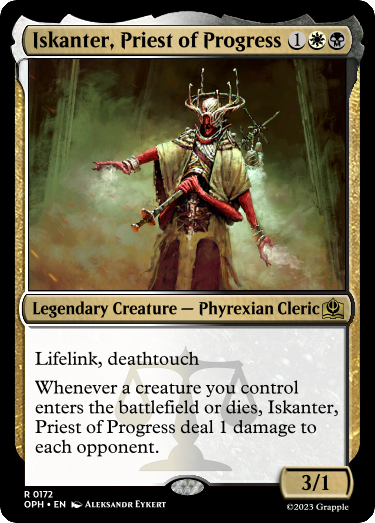 Iskanter, Priest of Progress 1
Legendary Creature — Phyrexian Cleric
Lifelink, deathtouch
Whenever a creature you control
enters the battlefield or dies, Iskanter,
Priest of Progress deal 1 damage to
each opponent.
3/1
R 0172
OPH • EN Aleksandr Eykert
©2023 Grapple